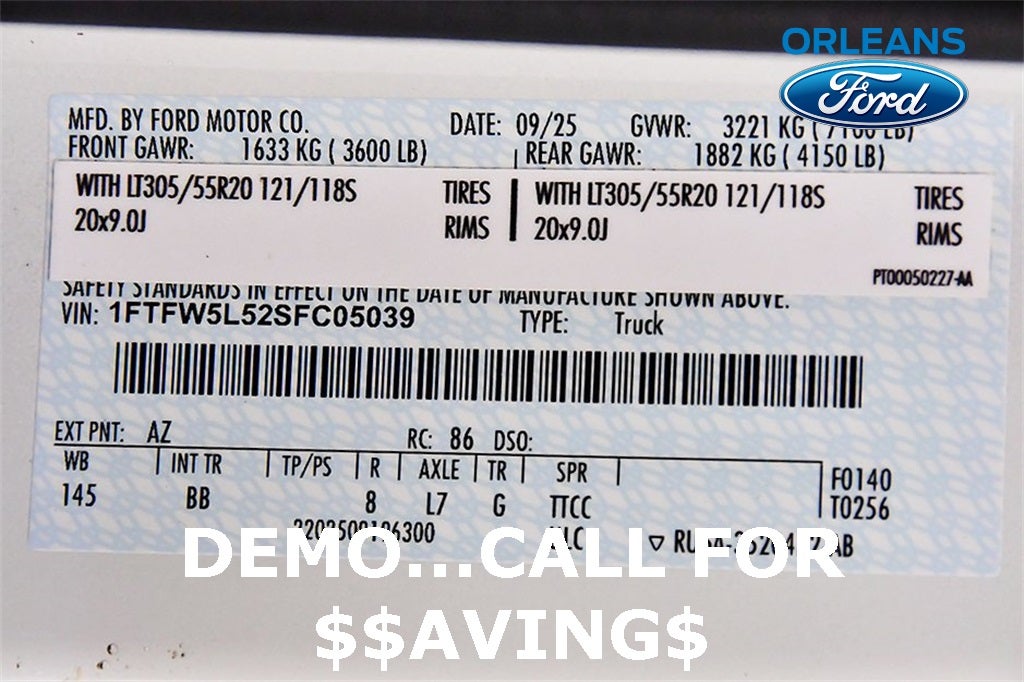 ORLEANS
Ford
MFD. BY FORD MOTOR CO. DATE: 09/25 GVWR: 3221 KG ( 7100 LB)
FRONT GAWR: 1633 KG ( 3600 LB) REAR GAWR: 1882 KG ( 4150 LB)
WITH LT305/55R20 121/118S TIRES WITH LT305/55R20 121/118S TIRES
20x9.0J RIMS 20x9.0J RIMS
PT00050227-AA
SAFETY STANDARDS IN EFFECT ON THE DATE OF MANUFACTURE SHOWN ABOVE.
VIN: 1FTFW5L52SFC05039 TYPE: Truck
EXT PNT: AZ RC: 86 DSO:
WB INT TR TP/PS R AXLE TR SPR F0140
145 BB 8 L7 G TTCC T0256
DEMO...CALL FOR
$$AVING$